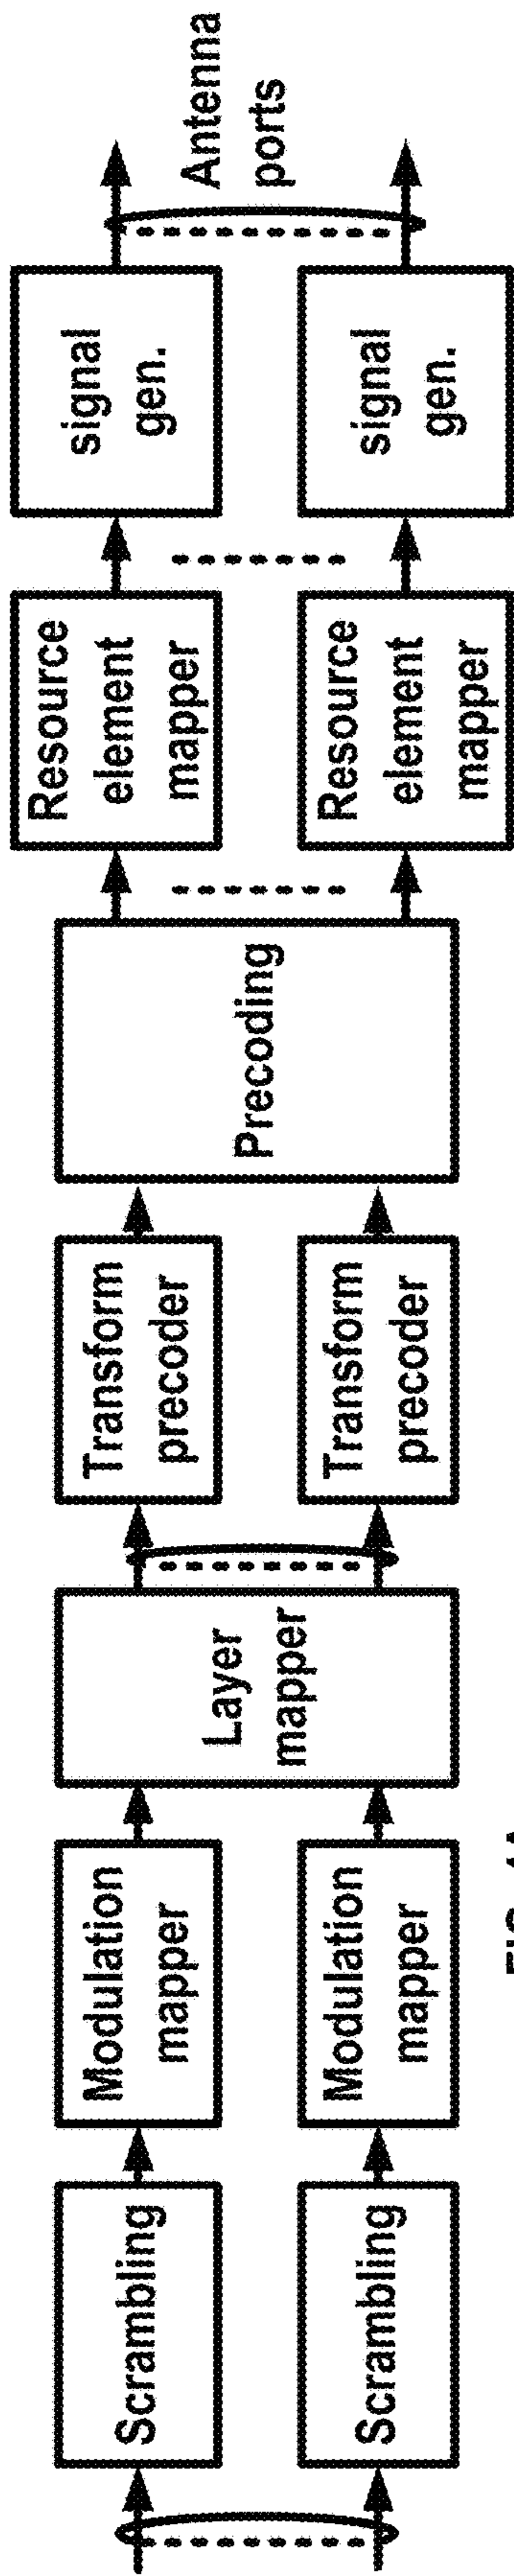 Scrambling
Modulation
mapper
Layer
mapper
Transform
precoder
Precoding
Resource
element
mapper
signal
gen.
Antenna
ports
Scrambling
Modulation
mapper
Transform
precoder
Resource
element
mapper
signal
gen.
FIG.